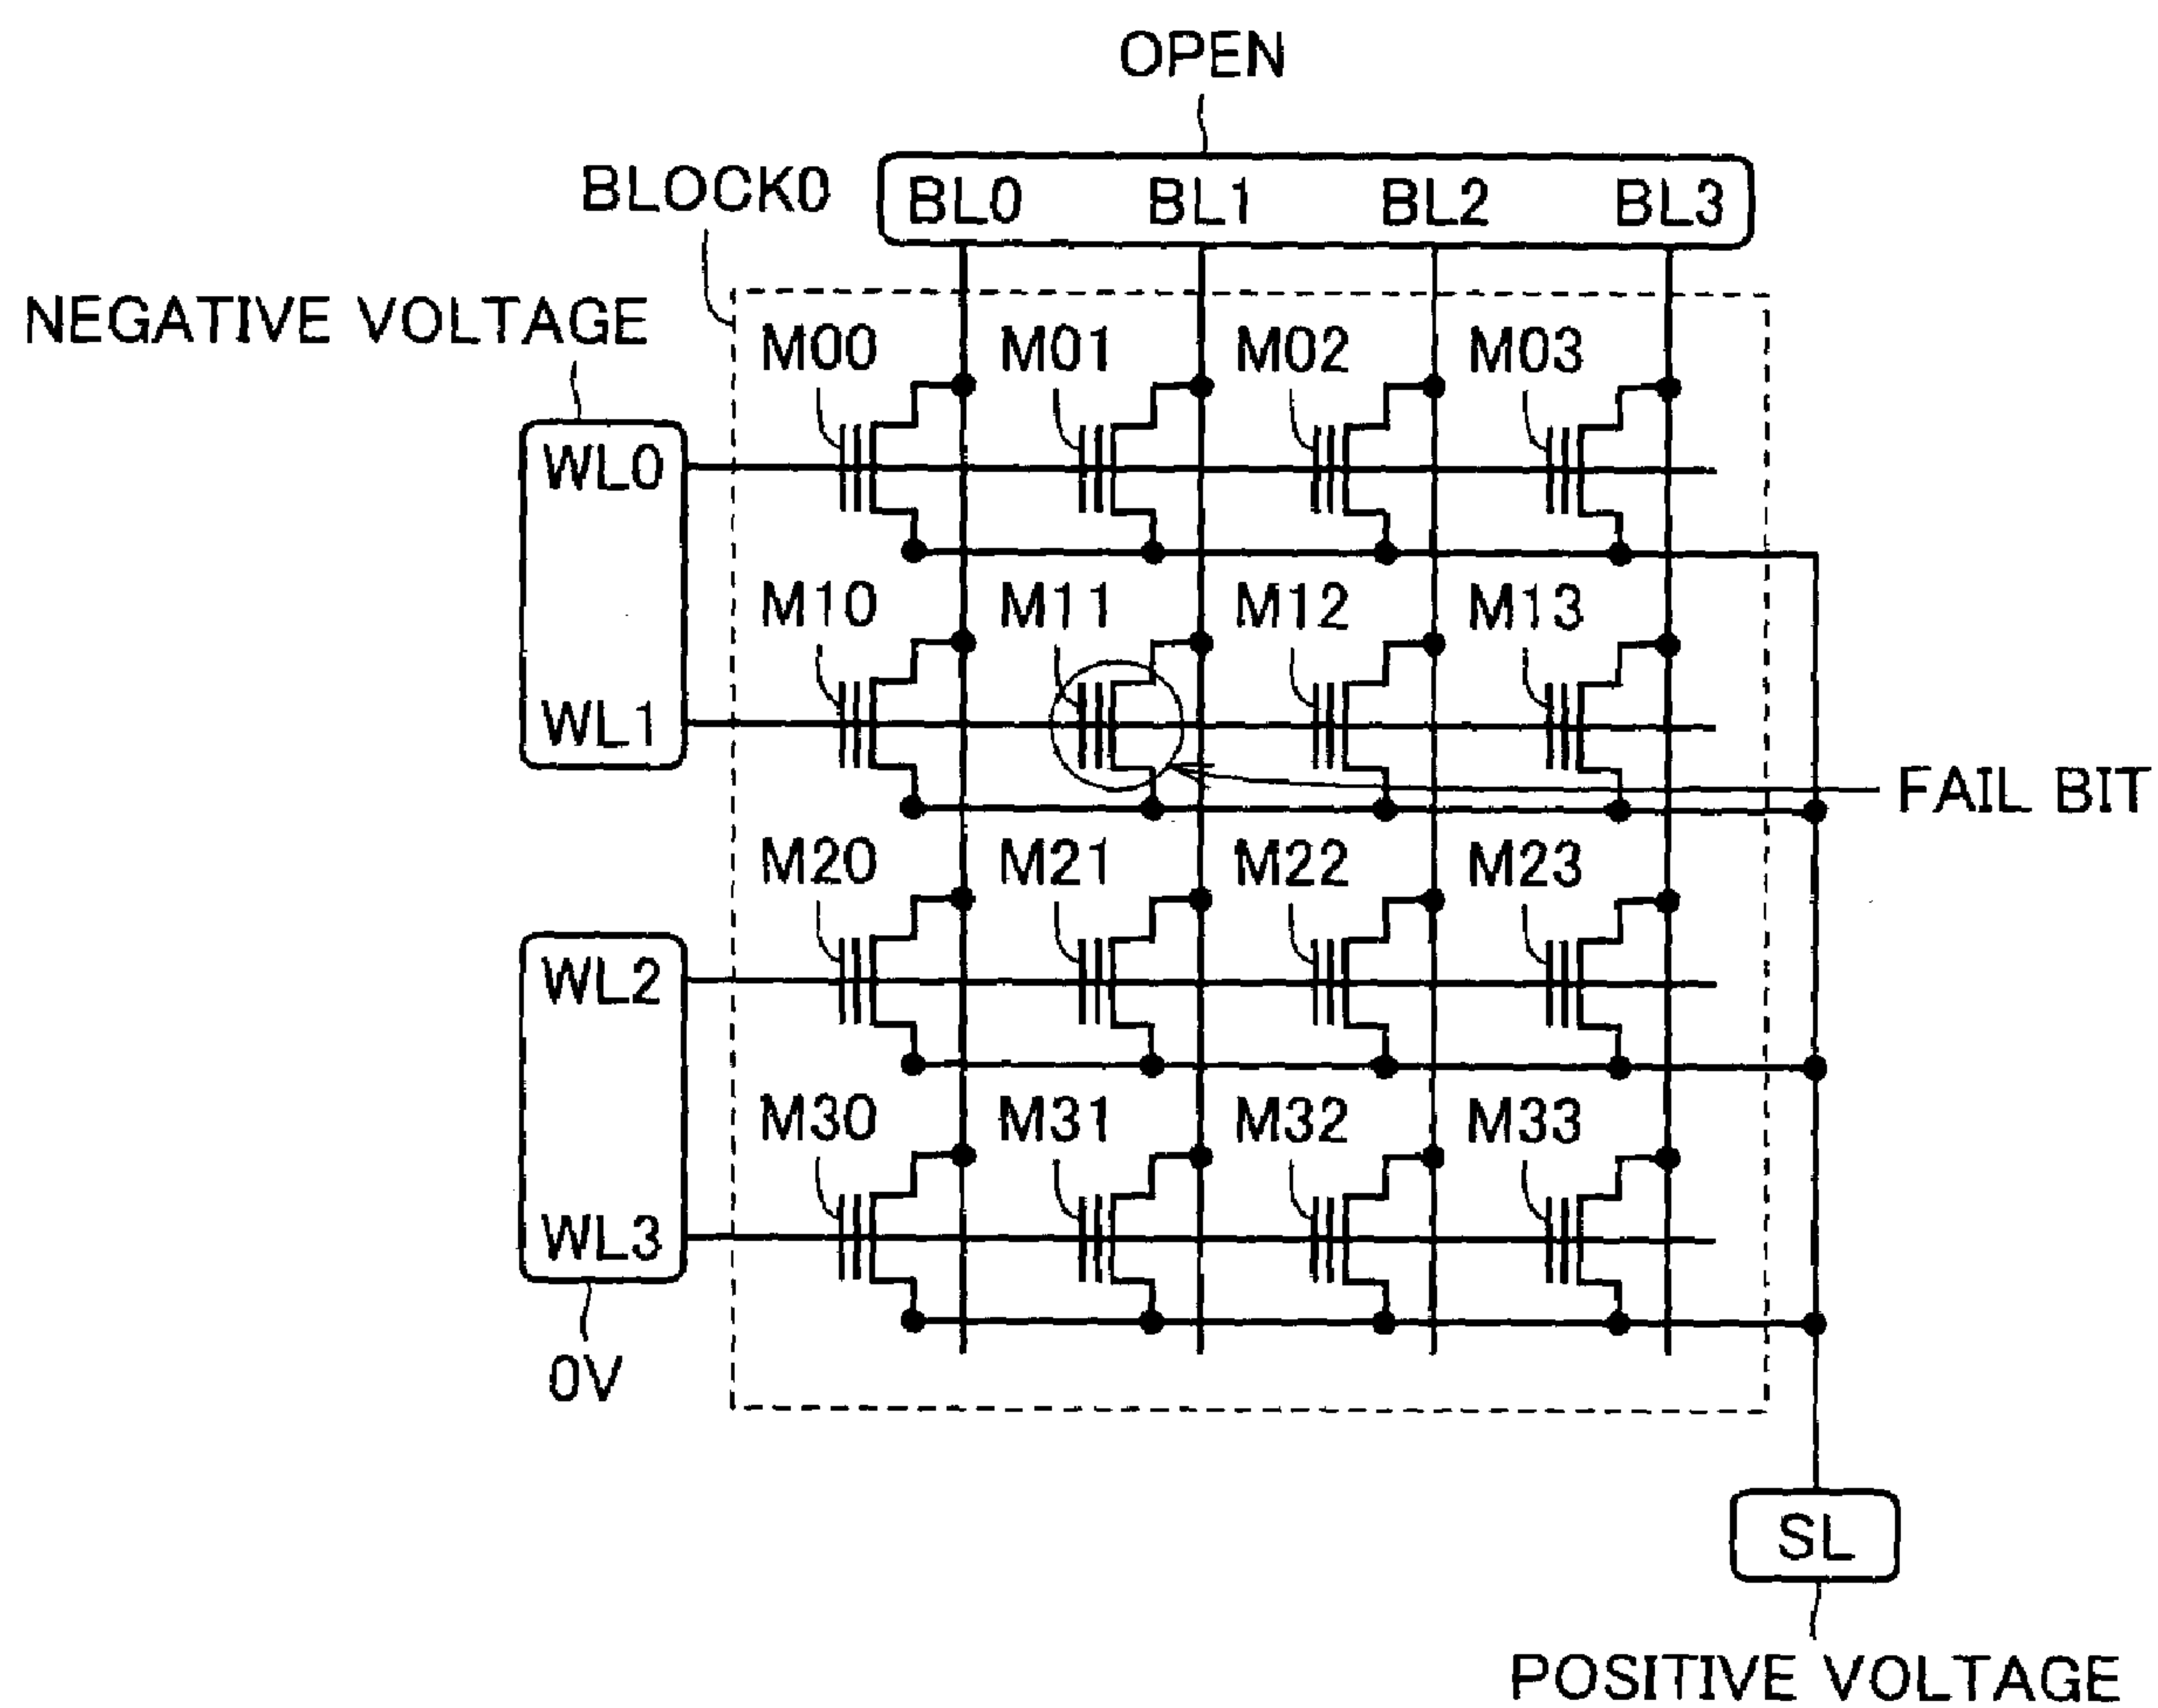 OPEN
BLOCK0
BL0 BL1 BL2 BL3
NEGATIVE VOLTAGE
M00 M01 M02 M03
WL0
M10 M11 M12 M13
WL1
FAIL BIT
M20 M21 M22 M23
WL2
M30 M31 M32 M33
WL3
0V
SL
POSITIVE VOLTAGE